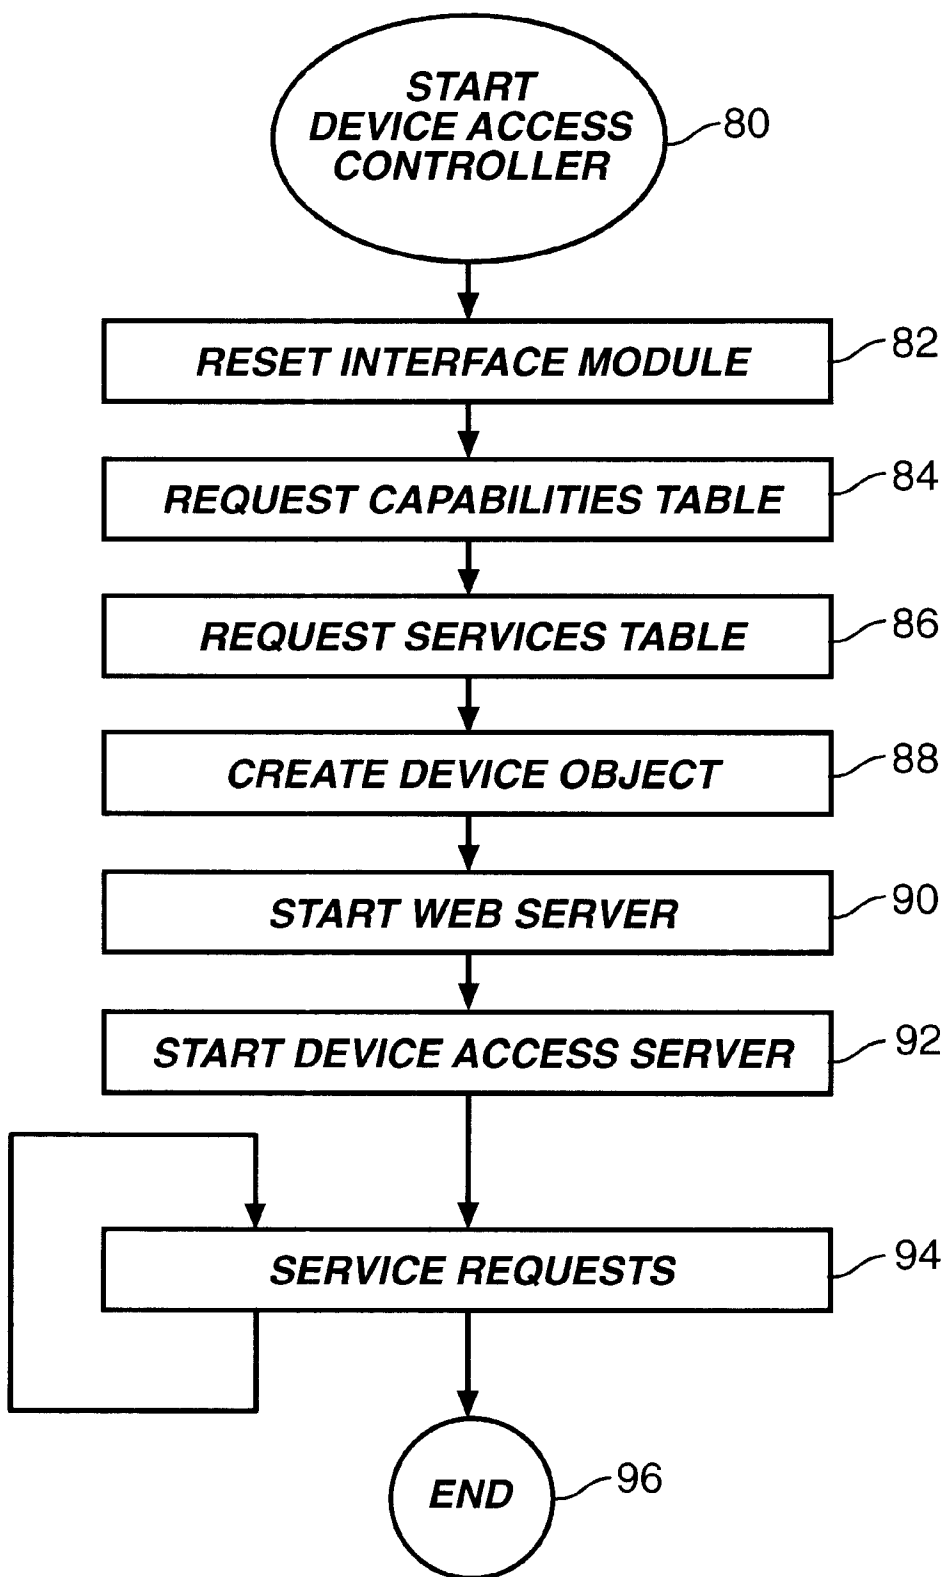 START
DEVICE ACCESS
CONTROLLER
80
RESET INTERFACE MODULE
82
REQUEST CAPABILITIES TABLE
84
REQUEST SERVICES TABLE
86
CREATE DEVICE OBJECT
88
START WEB SERVER
90
START DEVICE ACCESS SERVER
92
SERVICE REQUESTS
94
END
96